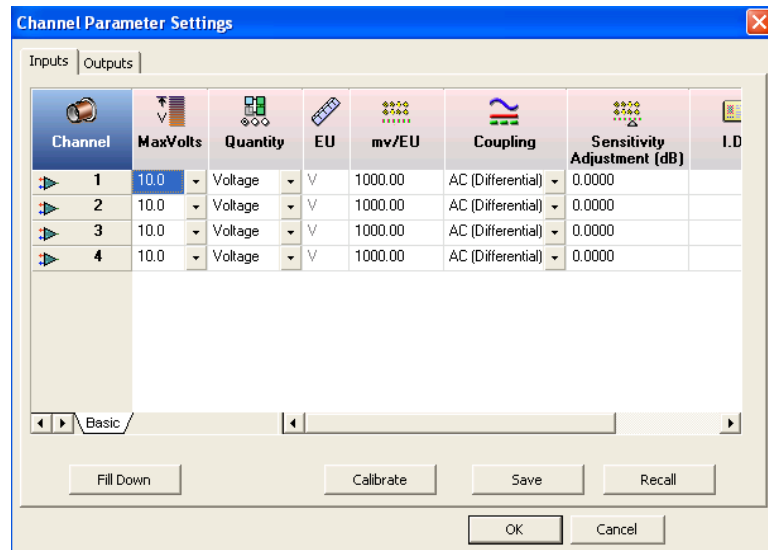 Channel Parameter Settings
Inputs Outputs
Channel MaxVolts Quantity EU mv/EU Coupling Sensitivity Adjustment (dB) I.D
1 10.0 Voltage V 1000.00 AC (Differential) 0.0000
2 10.0 Voltage V 1000.00 AC (Differential) 0.0000
3 10.0 Voltage V 1000.00 AC (Differential) 0.0000
4 10.0 Voltage V 1000.00 AC (Differential) 0.0000
Basic
Fill Down Calibrate Save Recall
OK Cancel